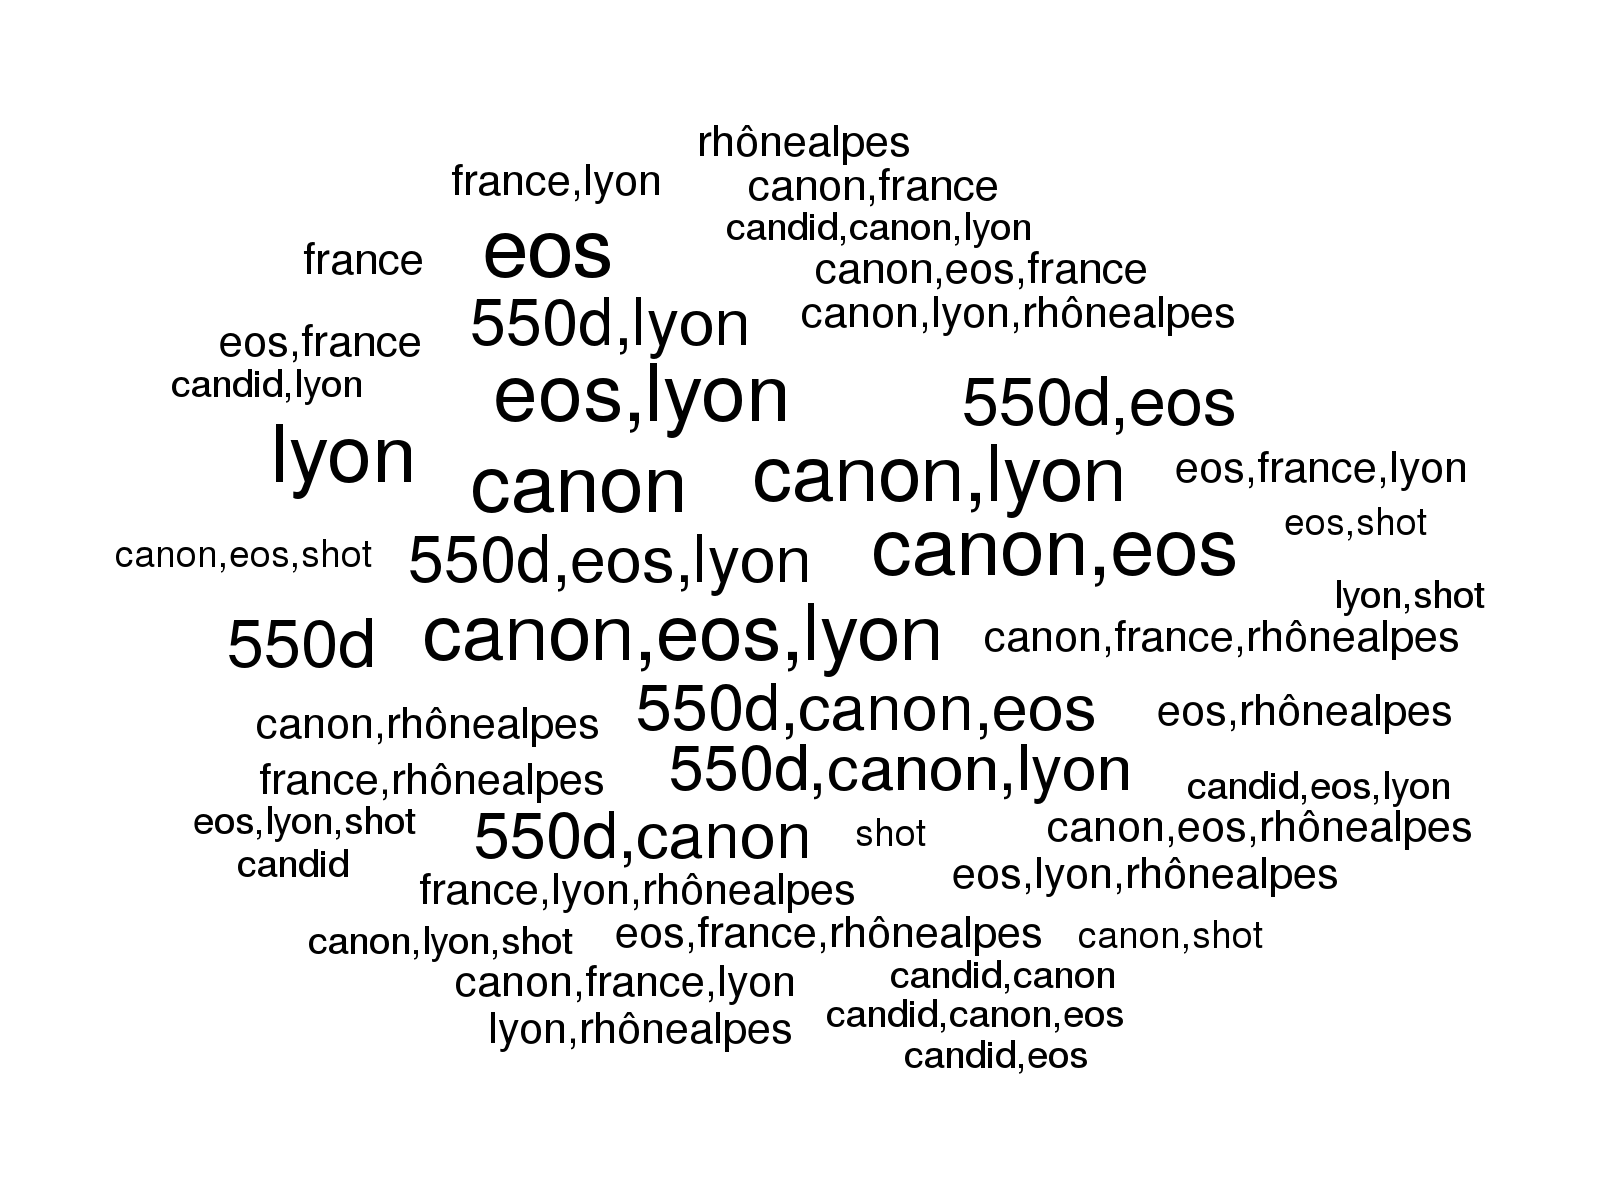 rhônealpes
france,lyon
canon,france
candid,canon,lyon
eos
france
canon,eos,france
canon,lyon,rhônealpes
550d,lyon
eos,france
candid,lyon
eos,lyon
550d,eos
lyon
canon
canon,lyon
eos,france,lyon
eos,shot
canon,eos,shot
550d,eos,lyon
canon,eos
lyon,shot
550d
canon,eos,lyon
canon,france,rhônealpes
550d,canon,eos
eos,rhônealpes
canon,rhônealpes
france,rhônealpes
550d,canon,lyon
candid,eos,lyon
eos,lyon,shot
550d,canon
shot
canon,eos,rhônealpes
candid
france,lyon,rhônealpes
eos,lyon,rhônealpes
canon,lyon,shot
eos,france,rhônealpes
canon,shot
canon,france,lyon
candid,canon
candid,canon,eos
lyon,rhônealpes
candid,eos